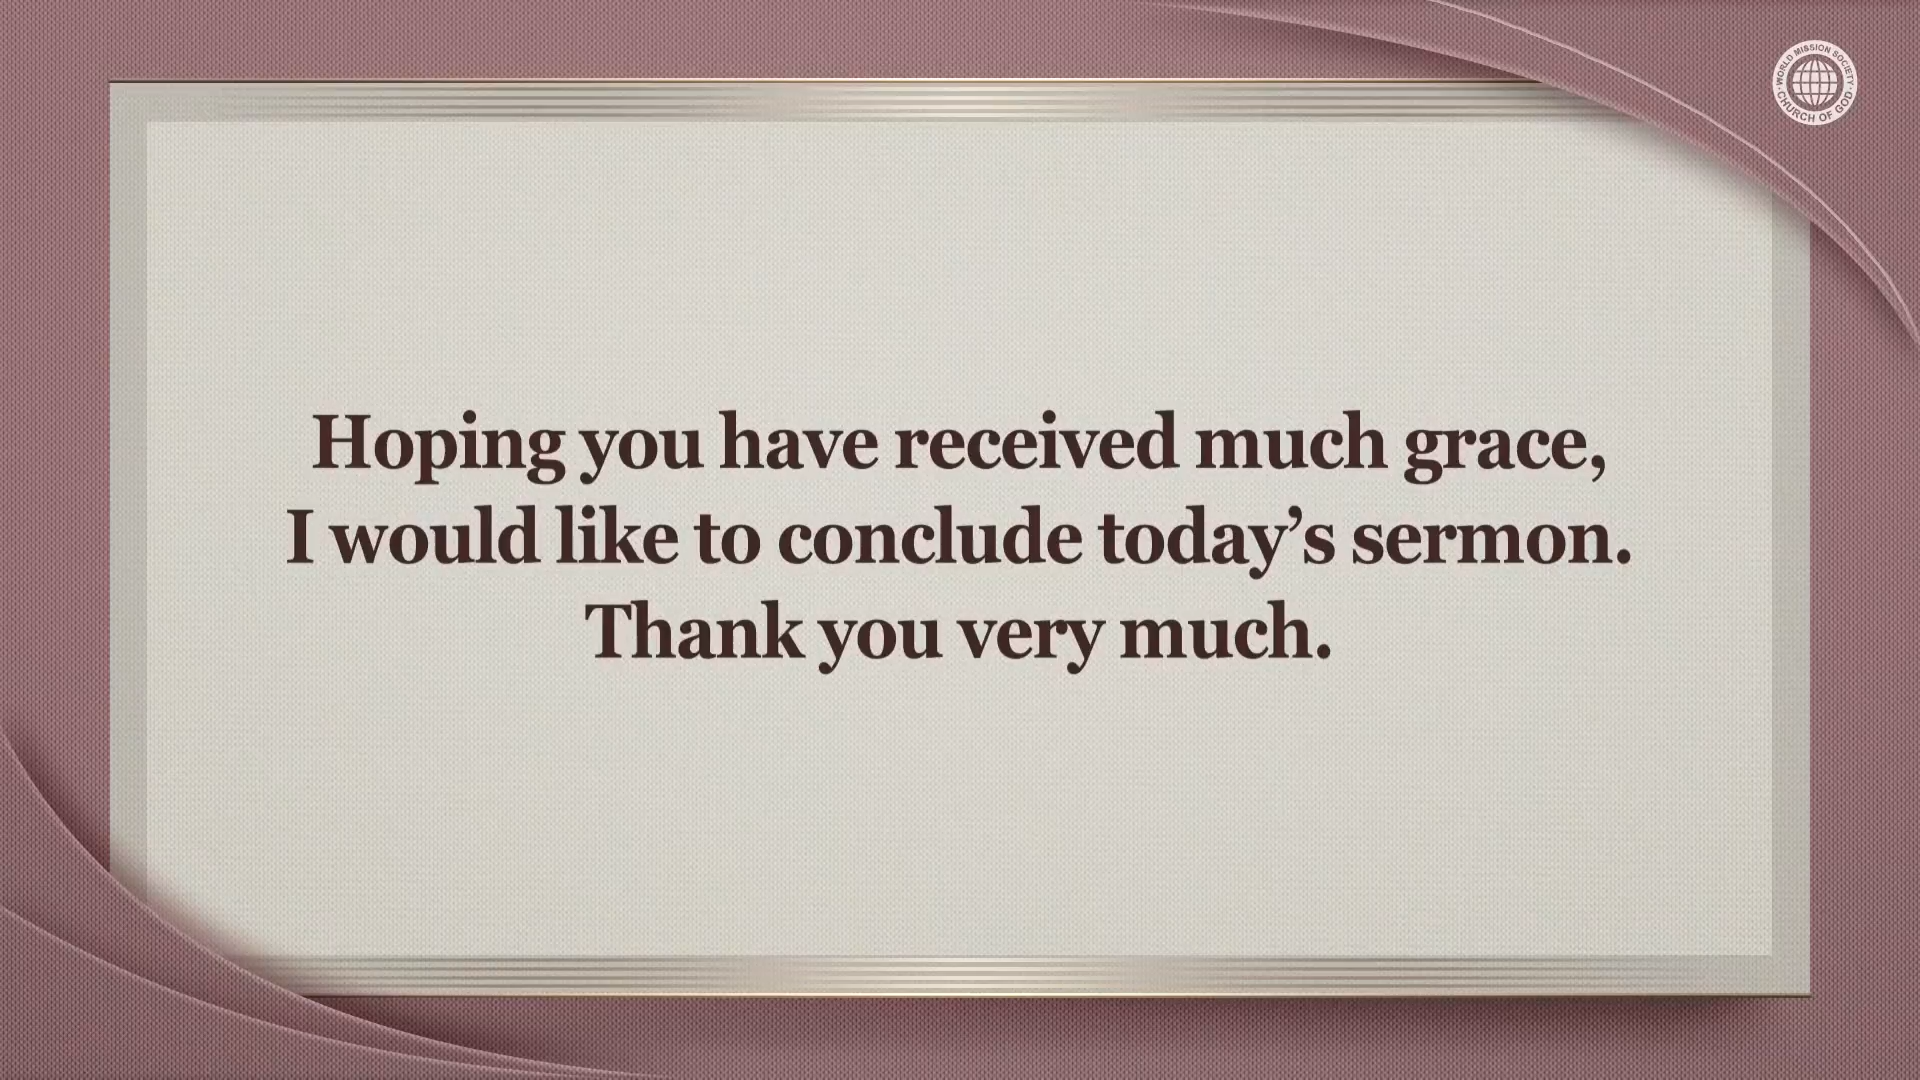 WORLD MISSION SOCIETY
CHURCH OF GOD
Hoping you have received much grace,
I would like to conclude today’s sermon.
Thank you very much.